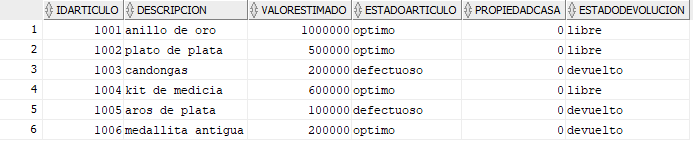 IDARTICULO DESCRIPCION VALORESTIMADO ESTADOARTICULO PROPIEDADCASA ESTADODEVOLUCION
1 1001 anillo de oro 1000000 optimo 0 libre
2 1002 plato de plata 500000 optimo 0 libre
3 1003 candongas 200000 defectuoso 0 devuelto
4 1004 kit de medicia 600000 optimo 0 libre
5 1005 aros de plata 100000 defectuoso 0 devuelto
6 1006 medallita antigua 200000 optimo 0 devuelto